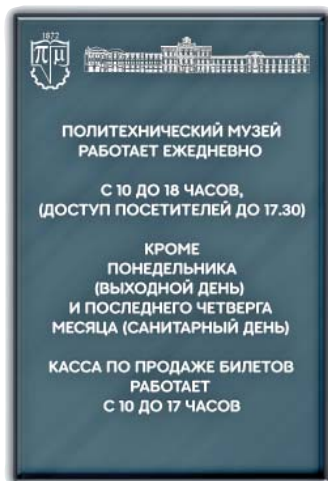 1872
πμ
ПОЛИТЕХНИЧЕСКИЙ МУЗЕЙ
РАБОТАЕТ ЕЖЕДНЕВНО
С 10 ДО 18 ЧАСОВ,
(ДОСТУП ПОСЕТИТЕЛЕЙ ДО 17.30)
КРОМЕ
ПОНЕДЕЛЬНИКА
(ВЫХОДНОЙ ДЕНЬ)
И ПОСЛЕДНЕГО ЧЕТВЕРГА
МЕСЯЦА (САНИТАРНЫЙ ДЕНЬ)
КАССА ПО ПРОДАЖЕ БИЛЕТОВ
РАБОТАЕТ
С 10 ДО 17 ЧАСОВ